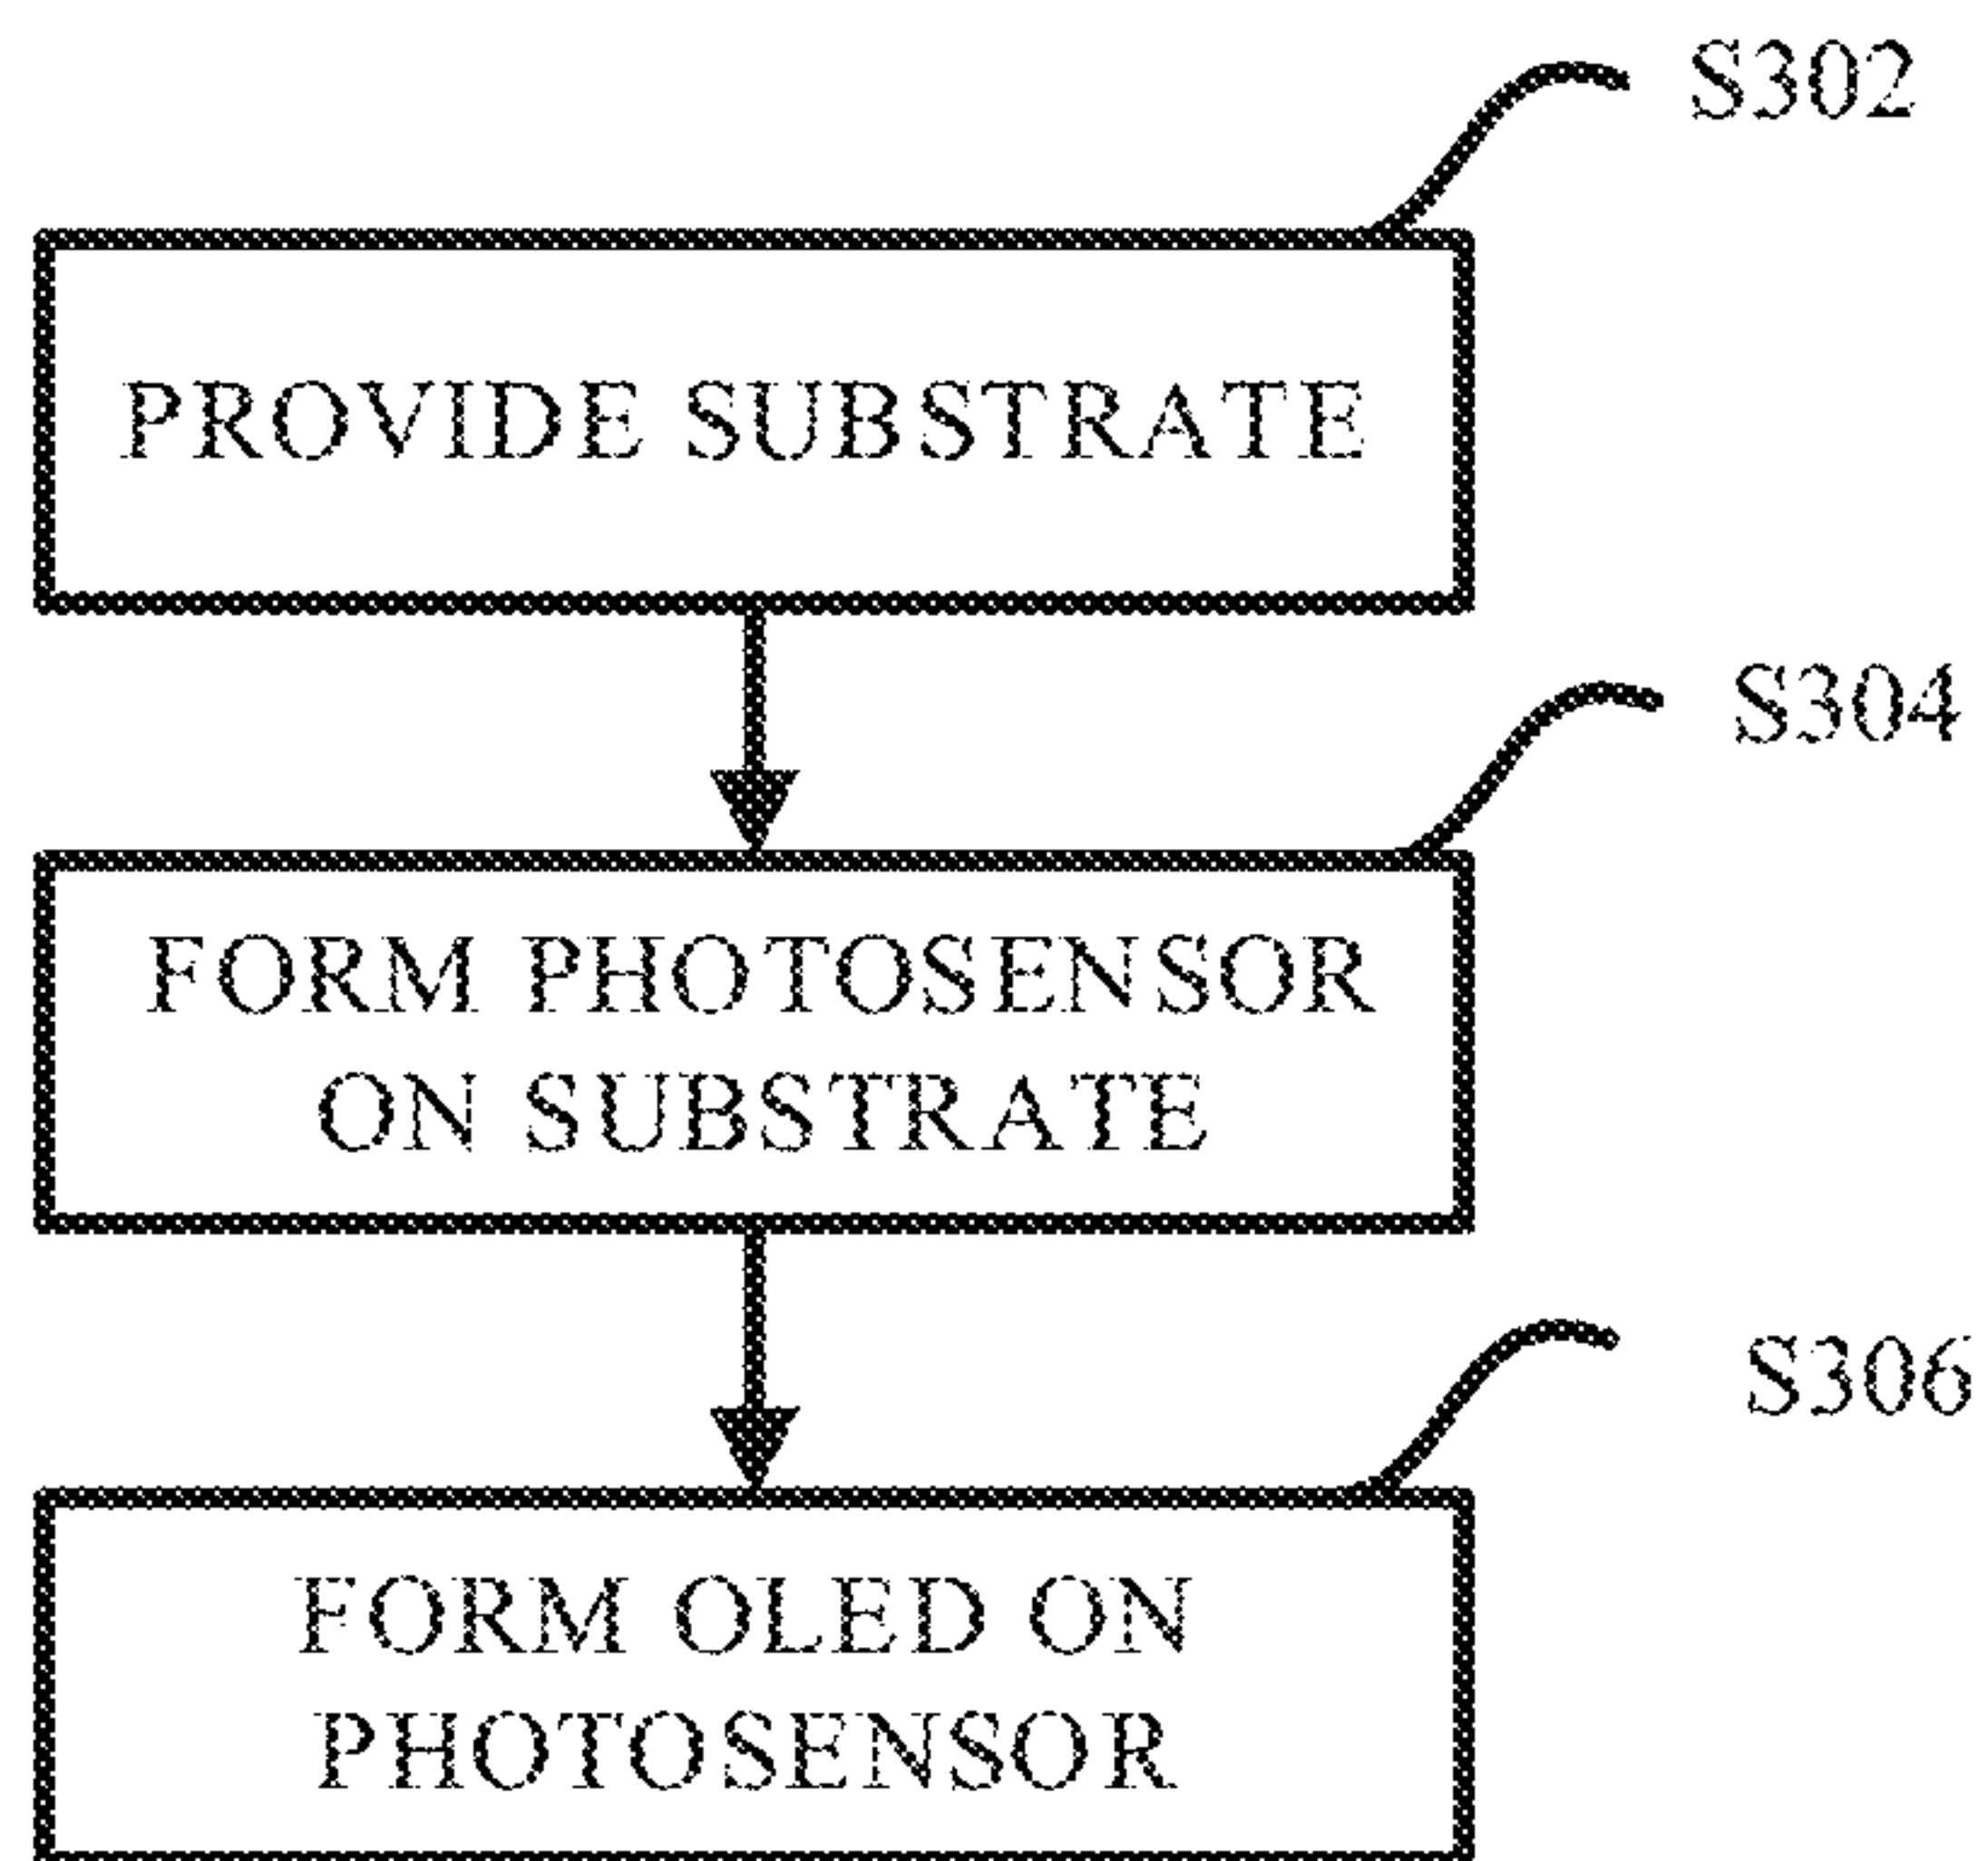 S302
PROVIDE SUBSTRATE
S304
FORM PHOTOSENSOR
ON SUBSTRATE
S306
FORM OLED ON
PHOTOSENSOR